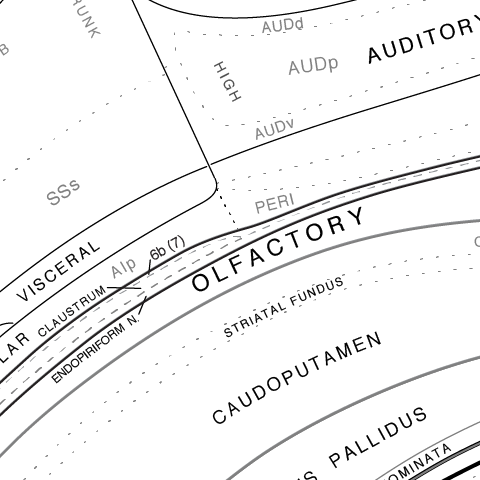 RUNK
B
AUDd
AUDITORY
HIGH
AUDp
AUDv
SSs
PERI
OLFACTORY
VISCERAL
AIp
6b (7)
CLAUSTRUM
LAR
ENDOPIRIFORM N.
STRIATAL FUNDUS
CAUDOPUTAMEN
S PALLIDUS
OMINATA